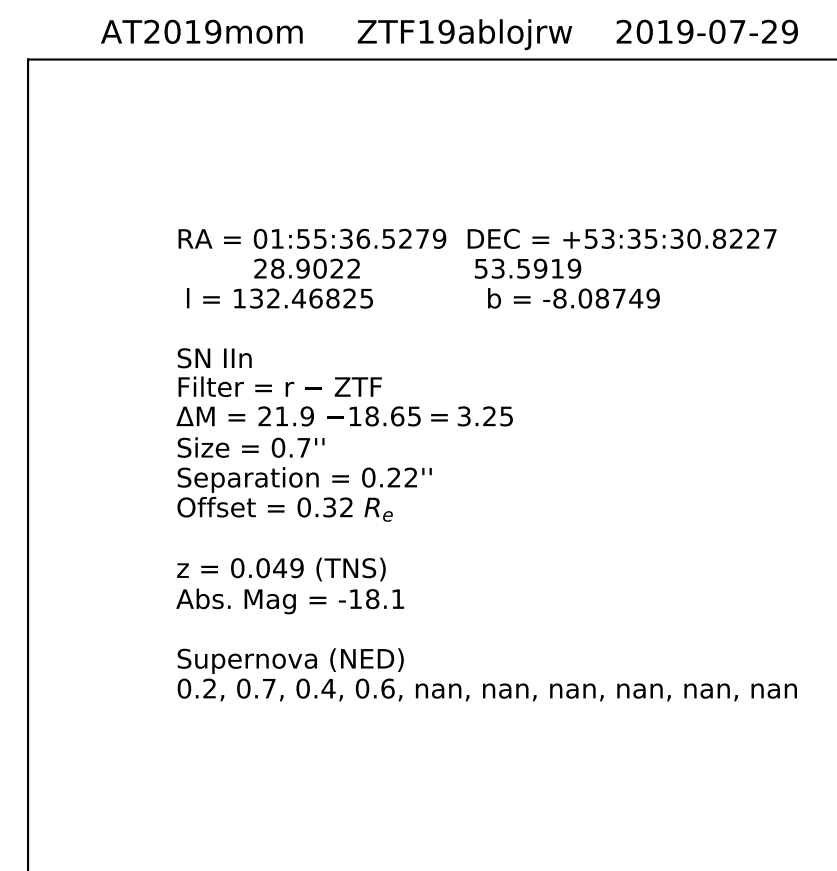 AT2019mom ZTF19ablojrw 2019-07-29
RA = 01:55:36.5279 DEC = +53:35:30.8227
28.9022 53.5919
l = 132.46825 b = -8.08749
SN IIn
Filter = r − ZTF
ΔM = 21.9 −18.65 = 3.25
Size = 0.7''
Separation = 0.22''
Offset = 0.32 Re
z = 0.049 (TNS)
Abs. Mag = -18.1
Supernova (NED)
0.2, 0.7, 0.4, 0.6, nan, nan, nan, nan, nan, nan